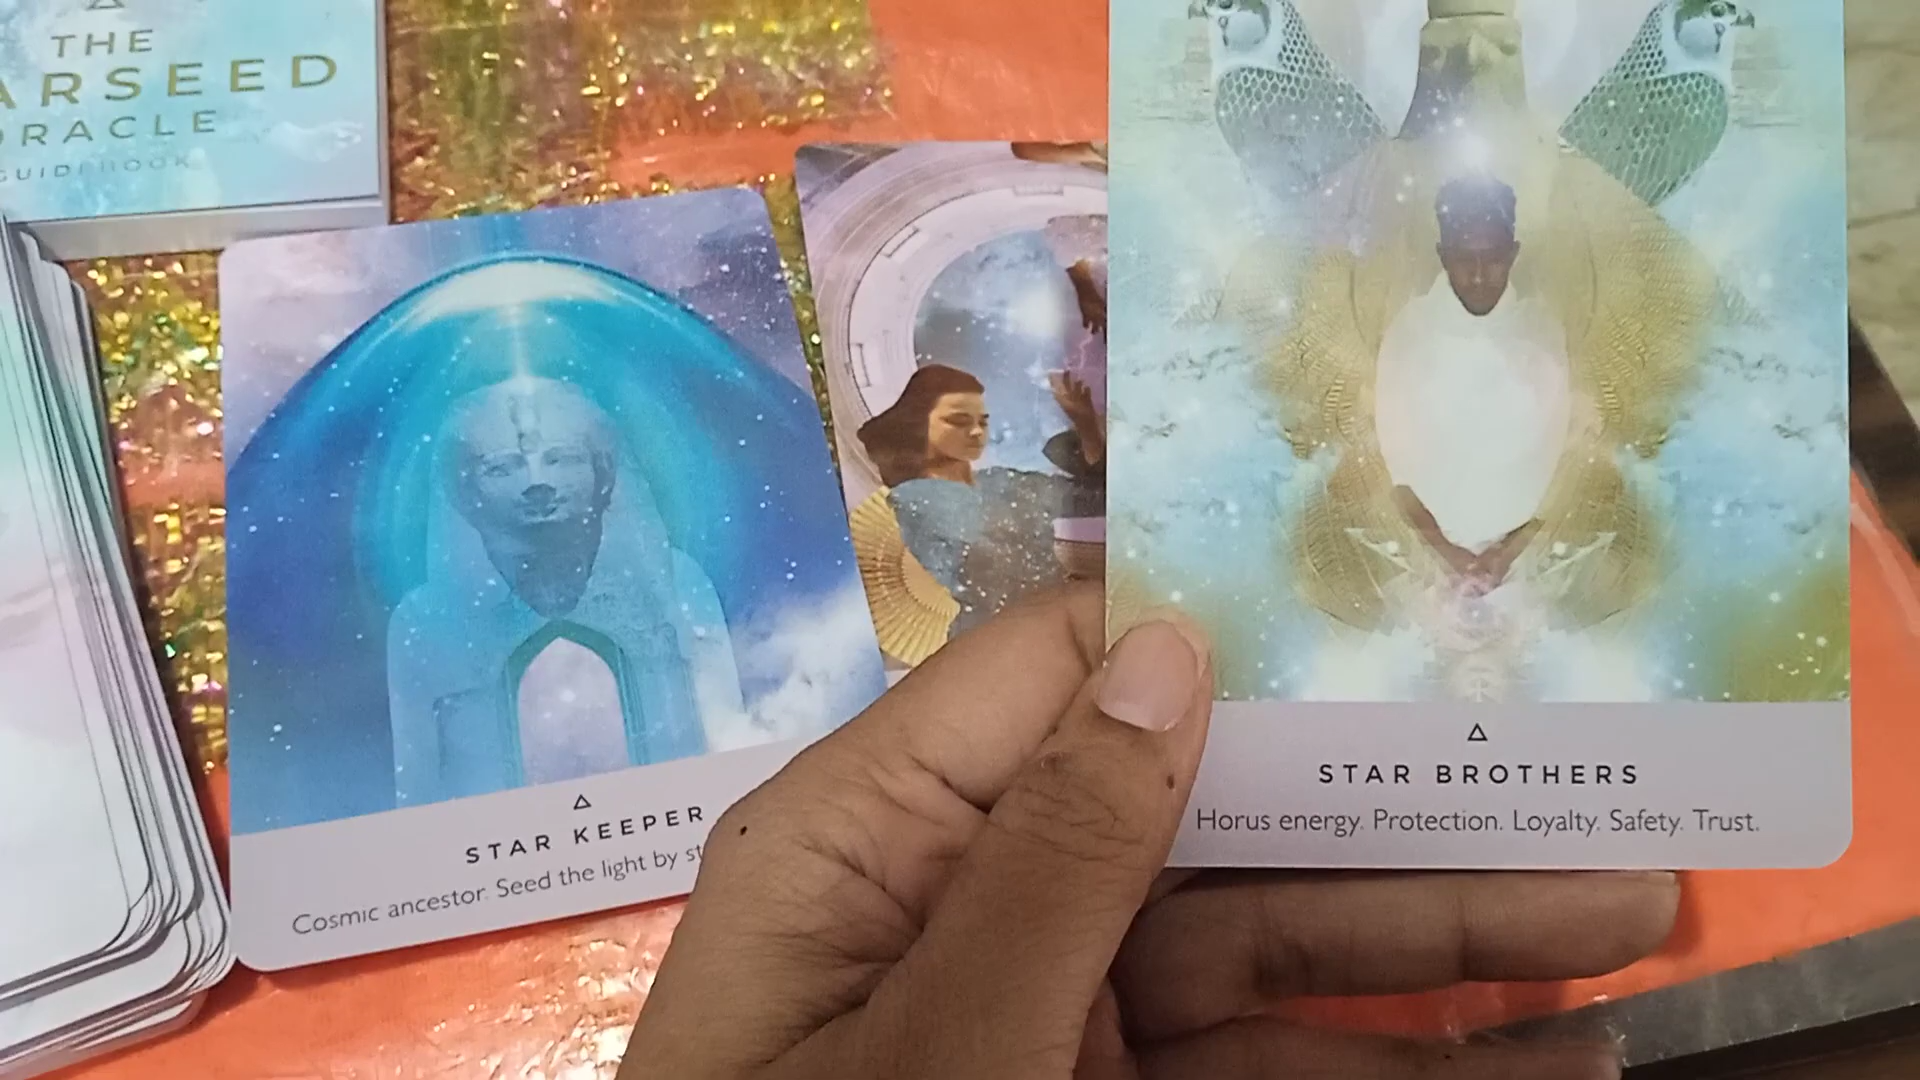 THE
ARSEED
ORACLE
GUIDEBOOK
STAR KEEPER
Cosmic ancestor. Seed the light by
STAR BROTHERS
Horus energy. Protection. Loyalty. Safety. Trust.